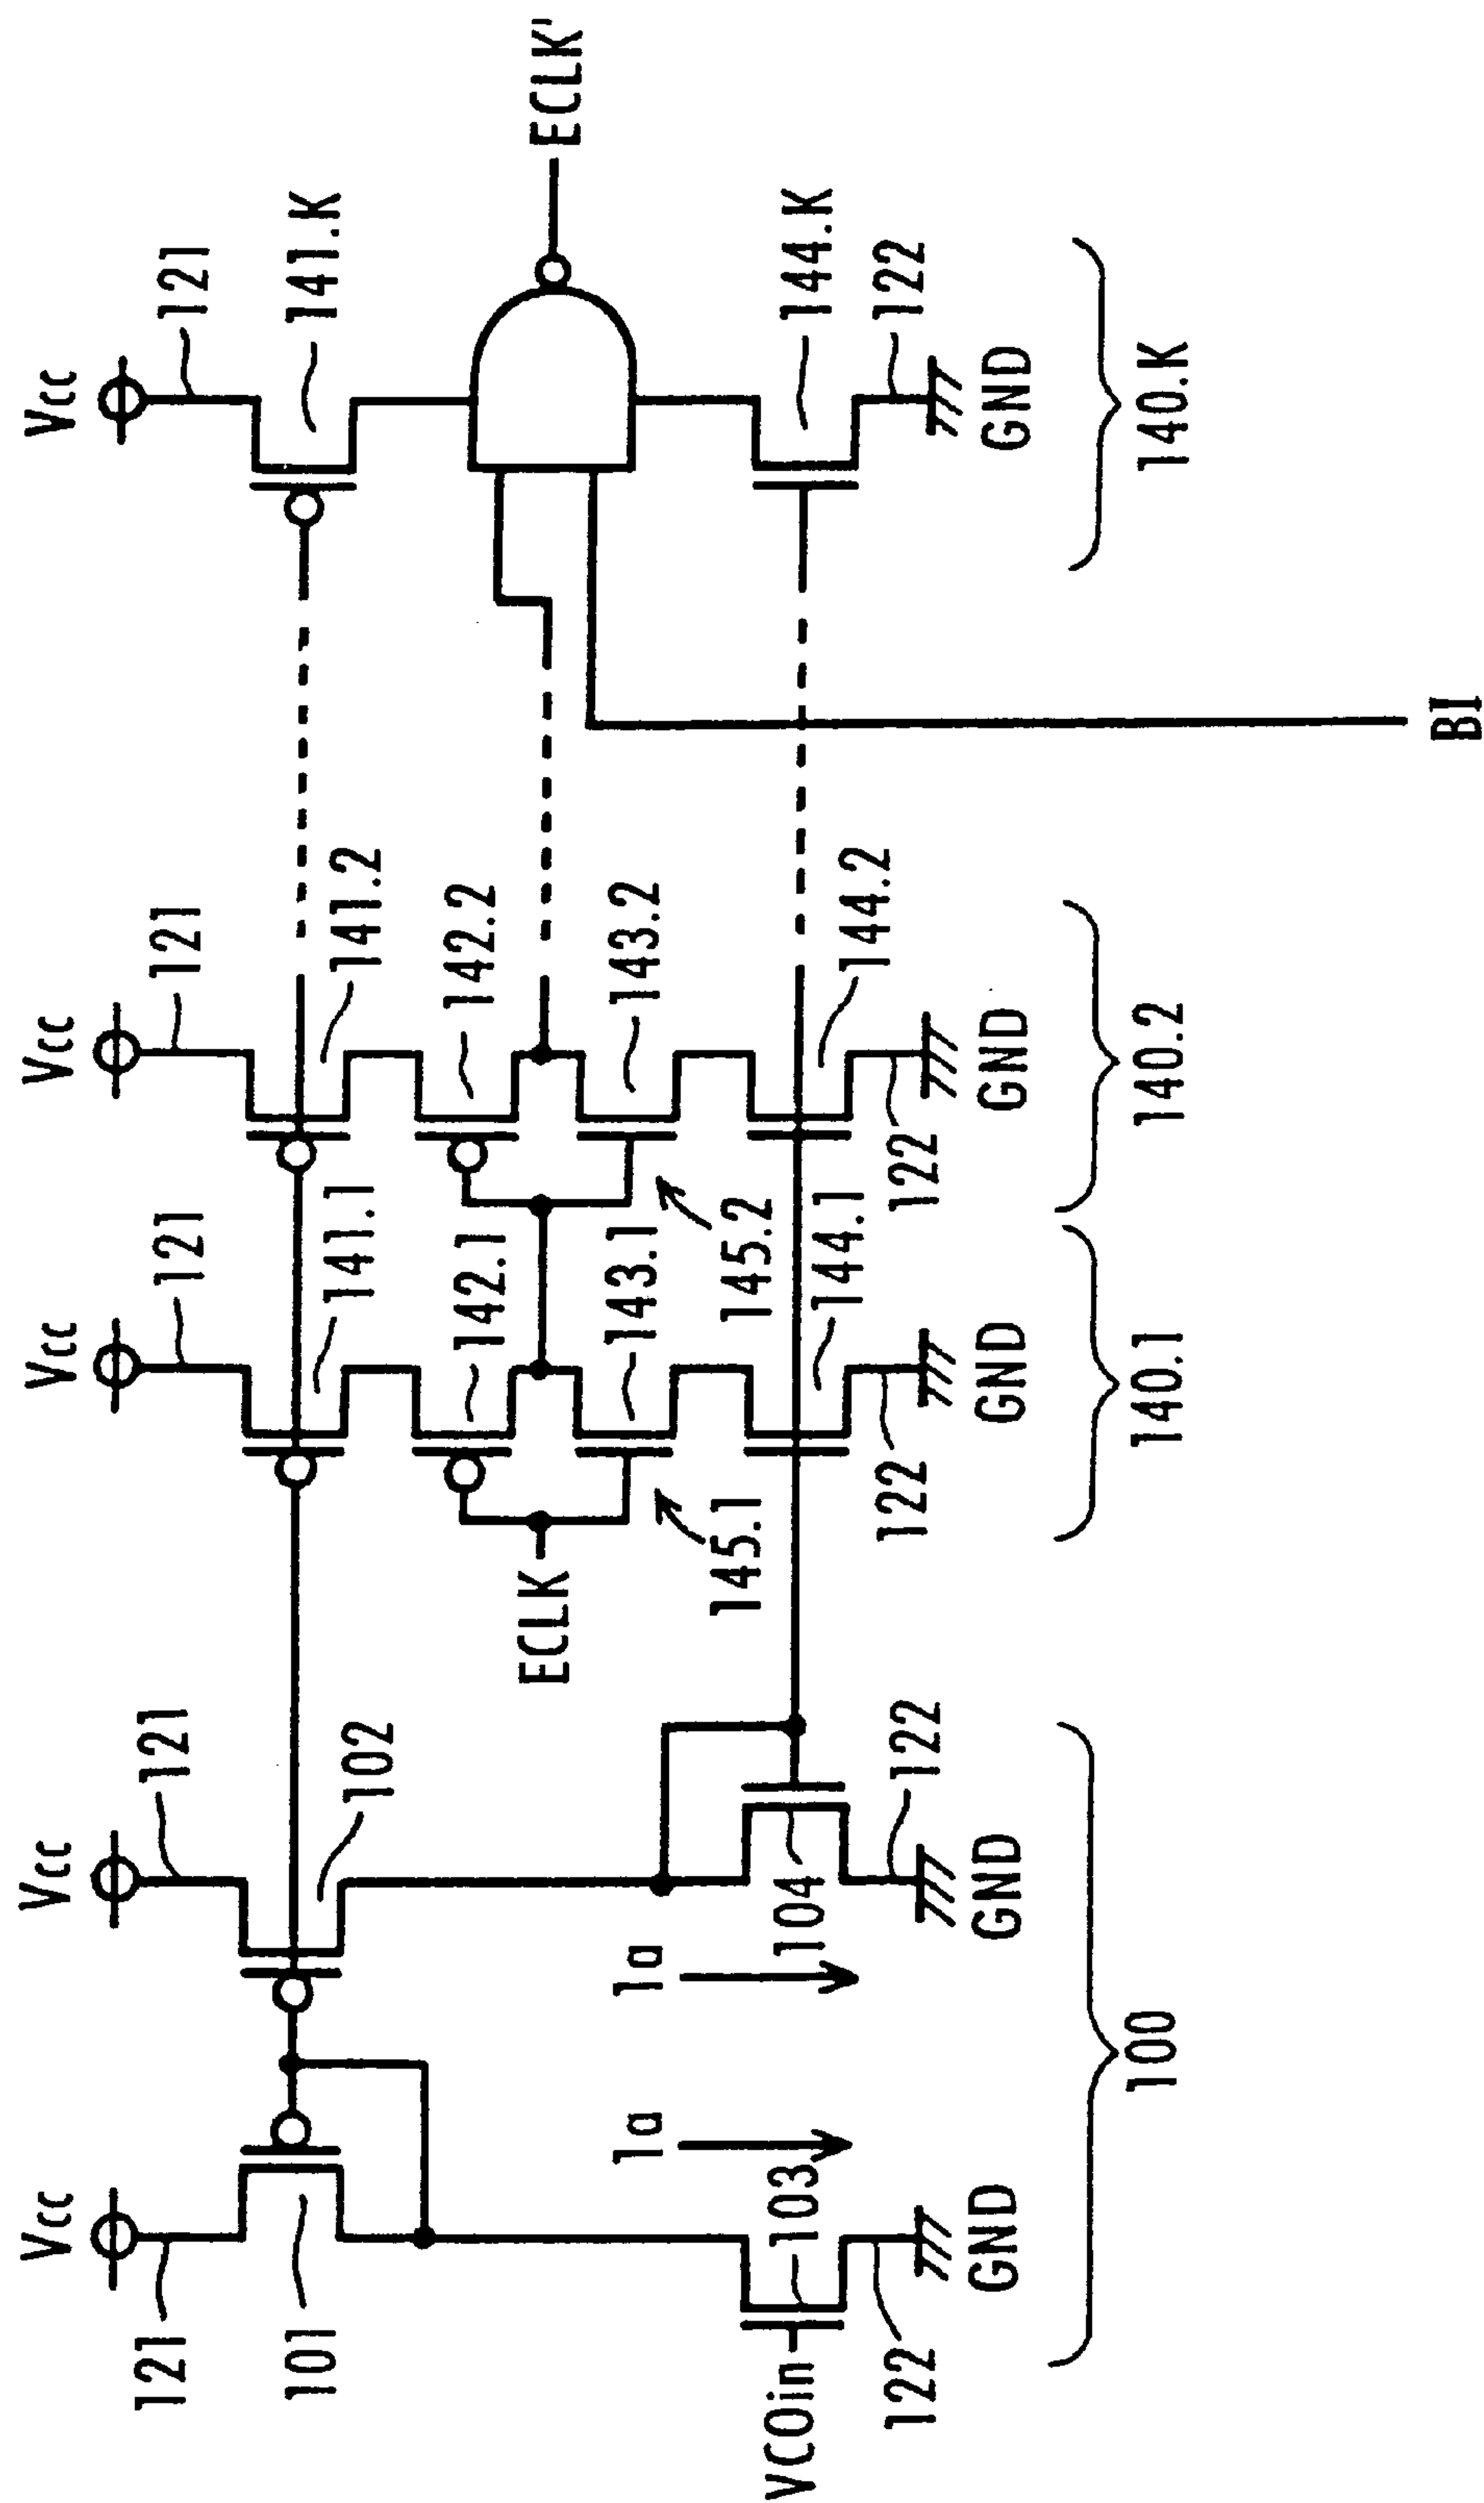 Vcc
Vcc
Vcc
Vcc
Vcc
121
121
121
121
121
101
102
141.1
141.2
141.K
142.1
142.2
ECLK
ECLK'
Ia
Ia
143.1
143.2
145.1
145.2
VCOin
103
104
144.1
144.2
144.K
122
122
122
122
122
GND
GND
GND
GND
GND
100
140.1
140.2
140.K
BI